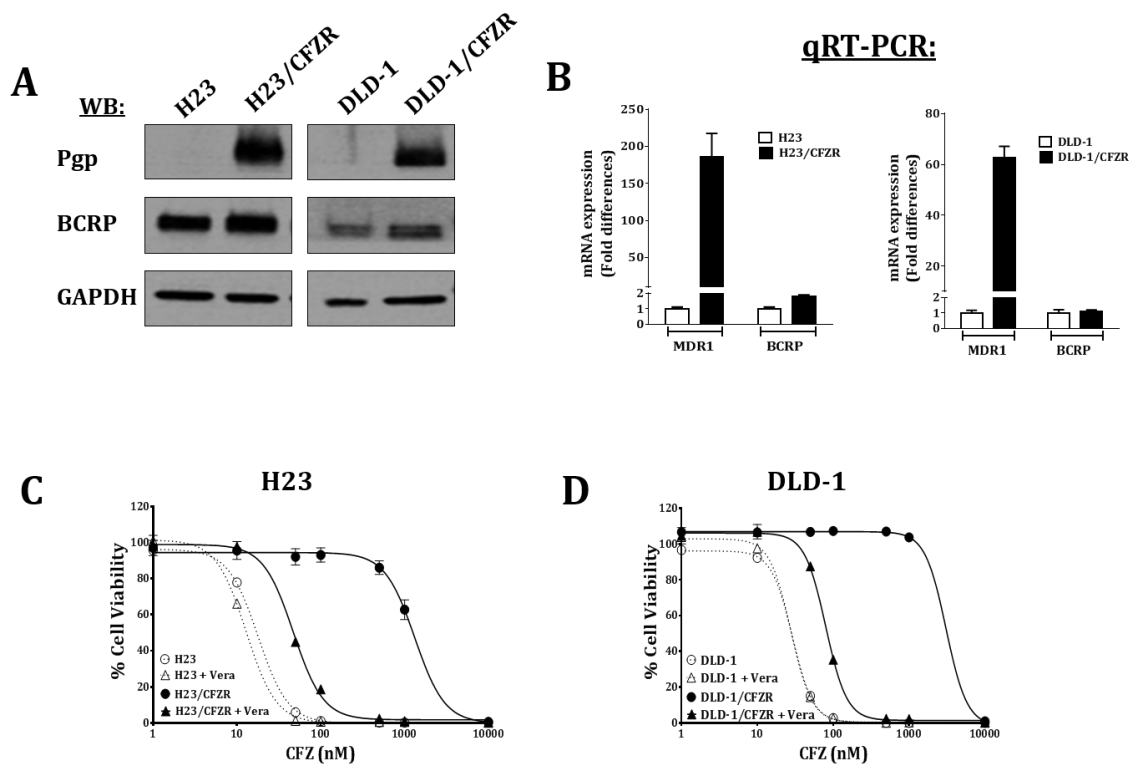 A
WB:
H23
H23/CFZR
DLD-1
DLD-1/CFZR
Pgp
BCRP
GAPDH
B
qRT-PCR:
mRNA expression
(Fold differences)
250
200
150
100
50
2
1
0
H23
H23/CFZR
MDR1
BCRP
mRNA expression
(Fold differences)
80
60
40
20
2
1
0
DLD-1
DLD-1/CFZR
MDR1
BCRP
C
H23
% Cell Viability
120
100
80
60
40
20
0
H23
H23 + Vera
H23/CFZR
H23/CFZR + Vera
1
10
100
1000
10000
CFZ (nM)
D
DLD-1
% Cell Viability
120
100
80
60
40
20
0
DLD-1
DLD-1 + Vera
DLD-1/CFZR
DLD-1/CFZR + Vera
1
10
100
1000
10000
CFZ (nM)